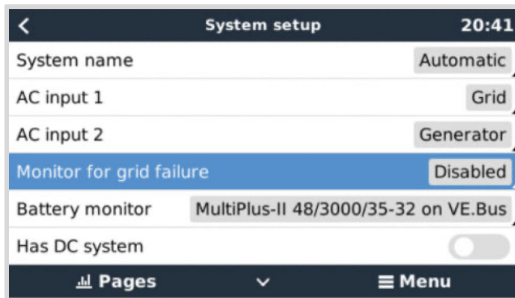 System setup 20:41
System name Automatic
AC input 1 Grid
AC input 2 Generator
Monitor for grid failure Disabled
Battery monitor MultiPlus-II 48/3000/35-32 on VE.Bus
Has DC system
Pages Menu